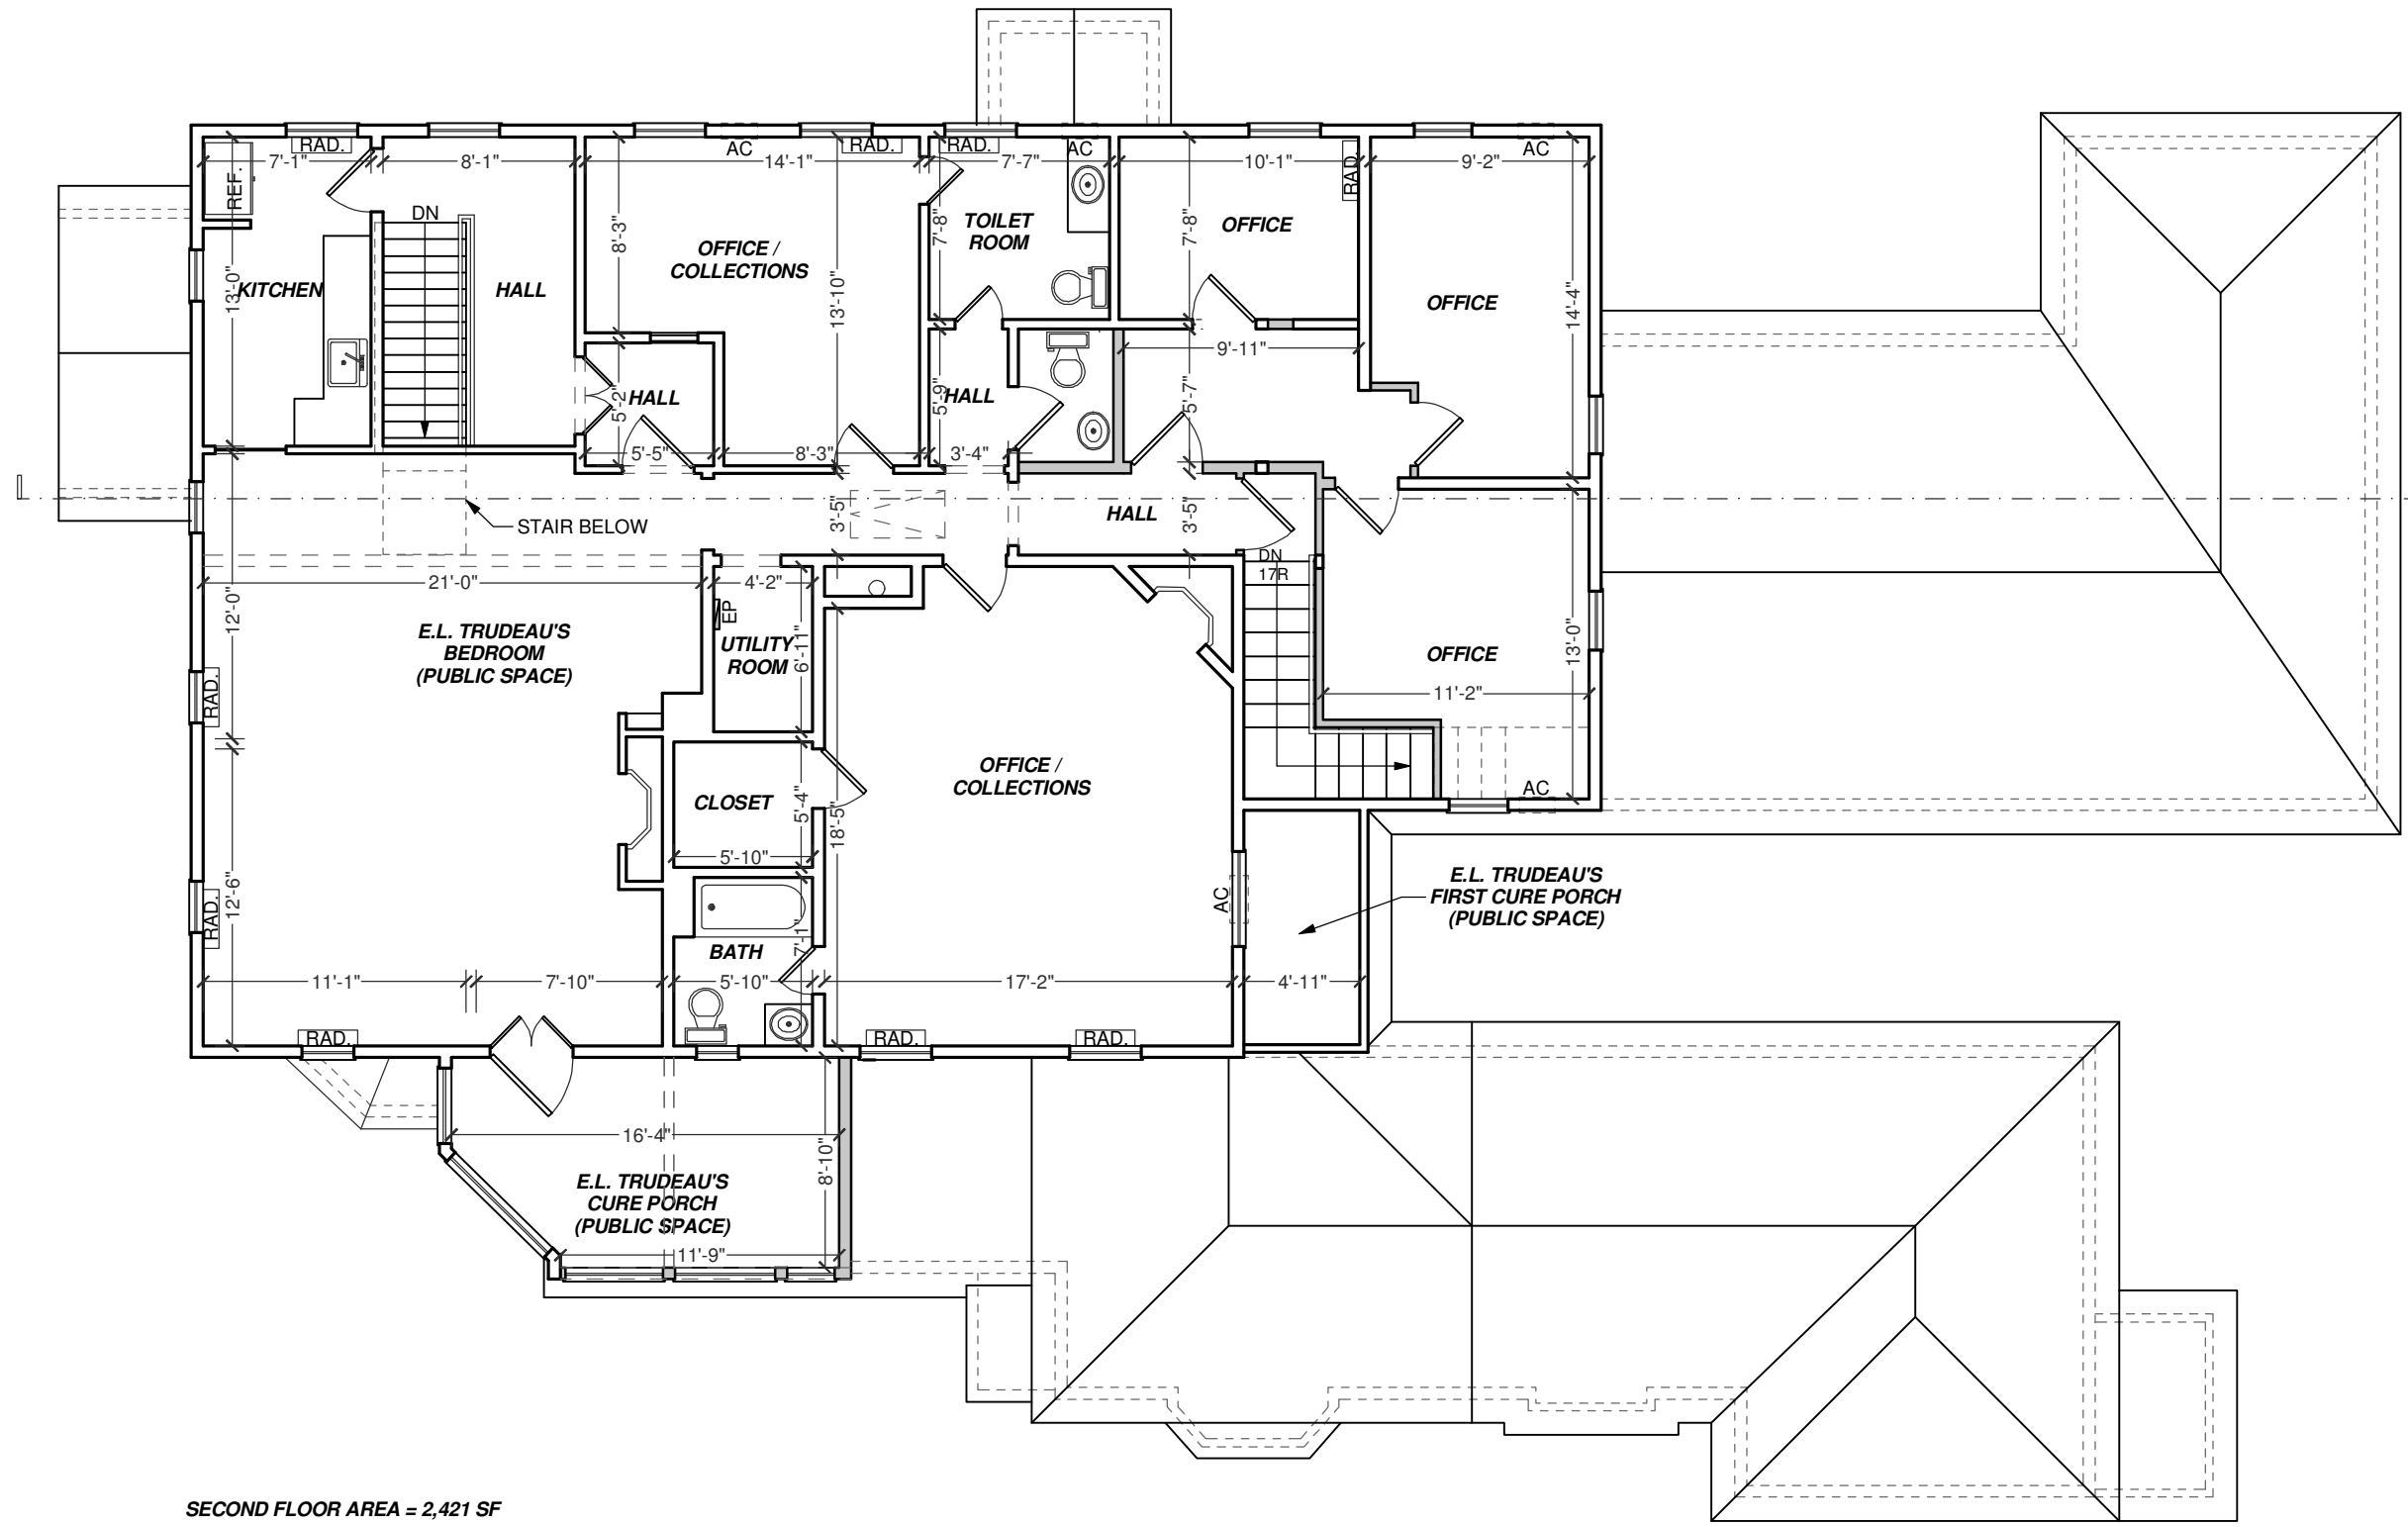 RAD.
AC
RAD.
RAD.
AC
AC
7'-1"
8'-1"
14'-1"
7'-7"
10'-1"
9'-2"
REF.
RAD.
DN
8'-3"
7'-8"
TOILET
ROOM
7'-8"
OFFICE
OFFICE /
COLLECTIONS
13'-0"
KITCHEN
HALL
13'-10"
OFFICE
14'-4"
9'-11"
5'-2"
HALL
5'-9"
HALL
5'-7"
5'-5"
8'-3"
3'-4"
STAIR BELOW
3'-5"
HALL
3'-5"
DN
17R
21'-0"
4'-2"
EP
12'-0"
E.L. TRUDEAU'S
BEDROOM
(PUBLIC SPACE)
UTILITY
ROOM
6'-11"
OFFICE
13'-0"
11'-2"
RAD.
OFFICE /
COLLECTIONS
AC
CLOSET
5'-4"
18'-5"
5'-10"
RAD.
12'-6"
AC
E.L. TRUDEAU'S
FIRST CURE PORCH
(PUBLIC SPACE)
BATH
7'-1"
11'-1"
7'-10"
5'-10"
17'-2"
4'-11"
RAD.
RAD.
RAD.
16'-4"
8'-10"
E.L. TRUDEAU'S
CURE PORCH
(PUBLIC SPACE)
11'-9"
SECOND FLOOR AREA = 2,421 SF